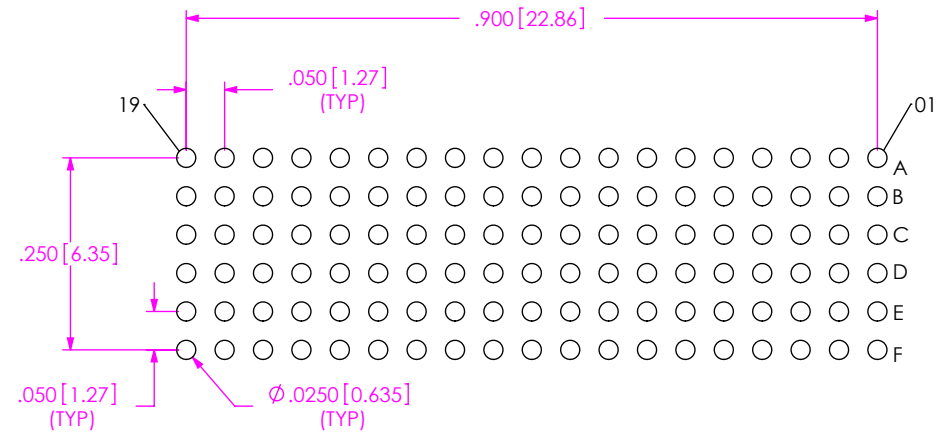 .900 [22.86]
.050 [1.27]
(TYP)
19
01
A
B
.250 [6.35]
C
D
E
F
.050 [1.27]
(TYP)
Ø.0250 [0.635]
(TYP)